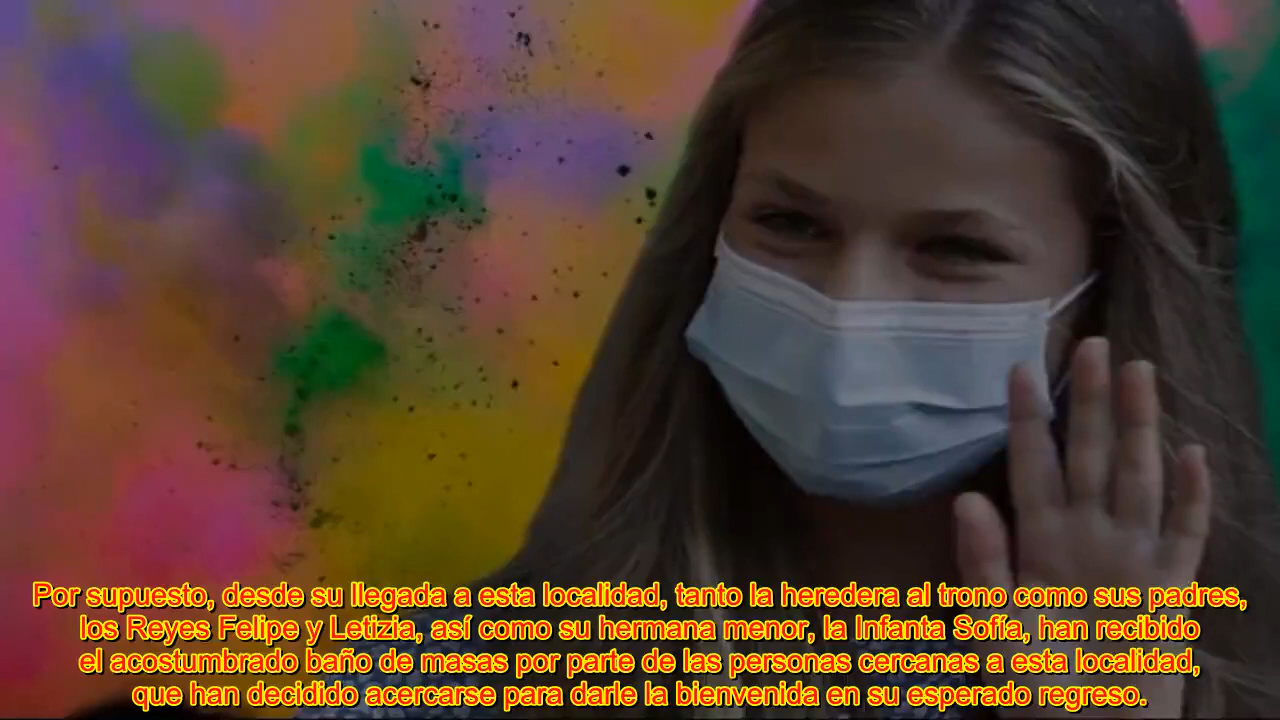 Por supuesto, desde su llegada a esta localidad, tanto la heredera al trono como sus padres,
los Reyes Felipe y Letizia, así como su hermana menor, la Infanta Sofía, han recibido
el acostumbrado baño de masas por parte de las personas cercanas a esta localidad,
que han decidido acercarse para darle la bienvenida en su esperado regreso.